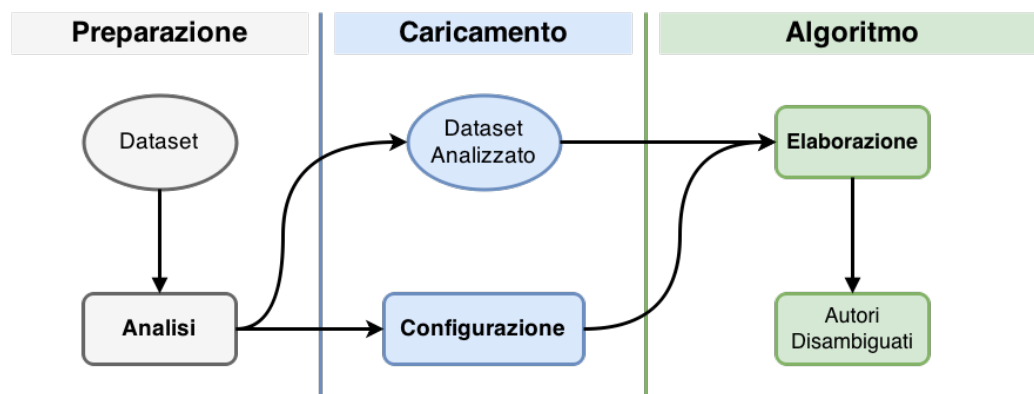 Preparazione
Caricamento
Algoritmo
Dataset
Dataset
Analizzato
Elaborazione
Analisi
Configurazione
Autori
Disambiguati